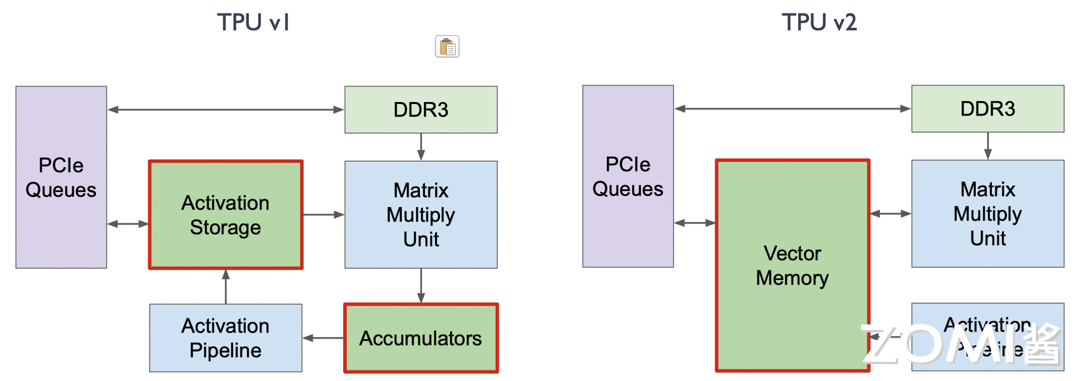 TPU v1
TPU v2
PCIe
Queues
DDR3
Activation
Storage
Matrix
Multiply
Unit
Activation
Pipeline
Accumulators
PCIe
Queues
DDR3
Vector
Memory
Matrix
Multiply
Unit
Activation
Pipeline
ZOMI酱